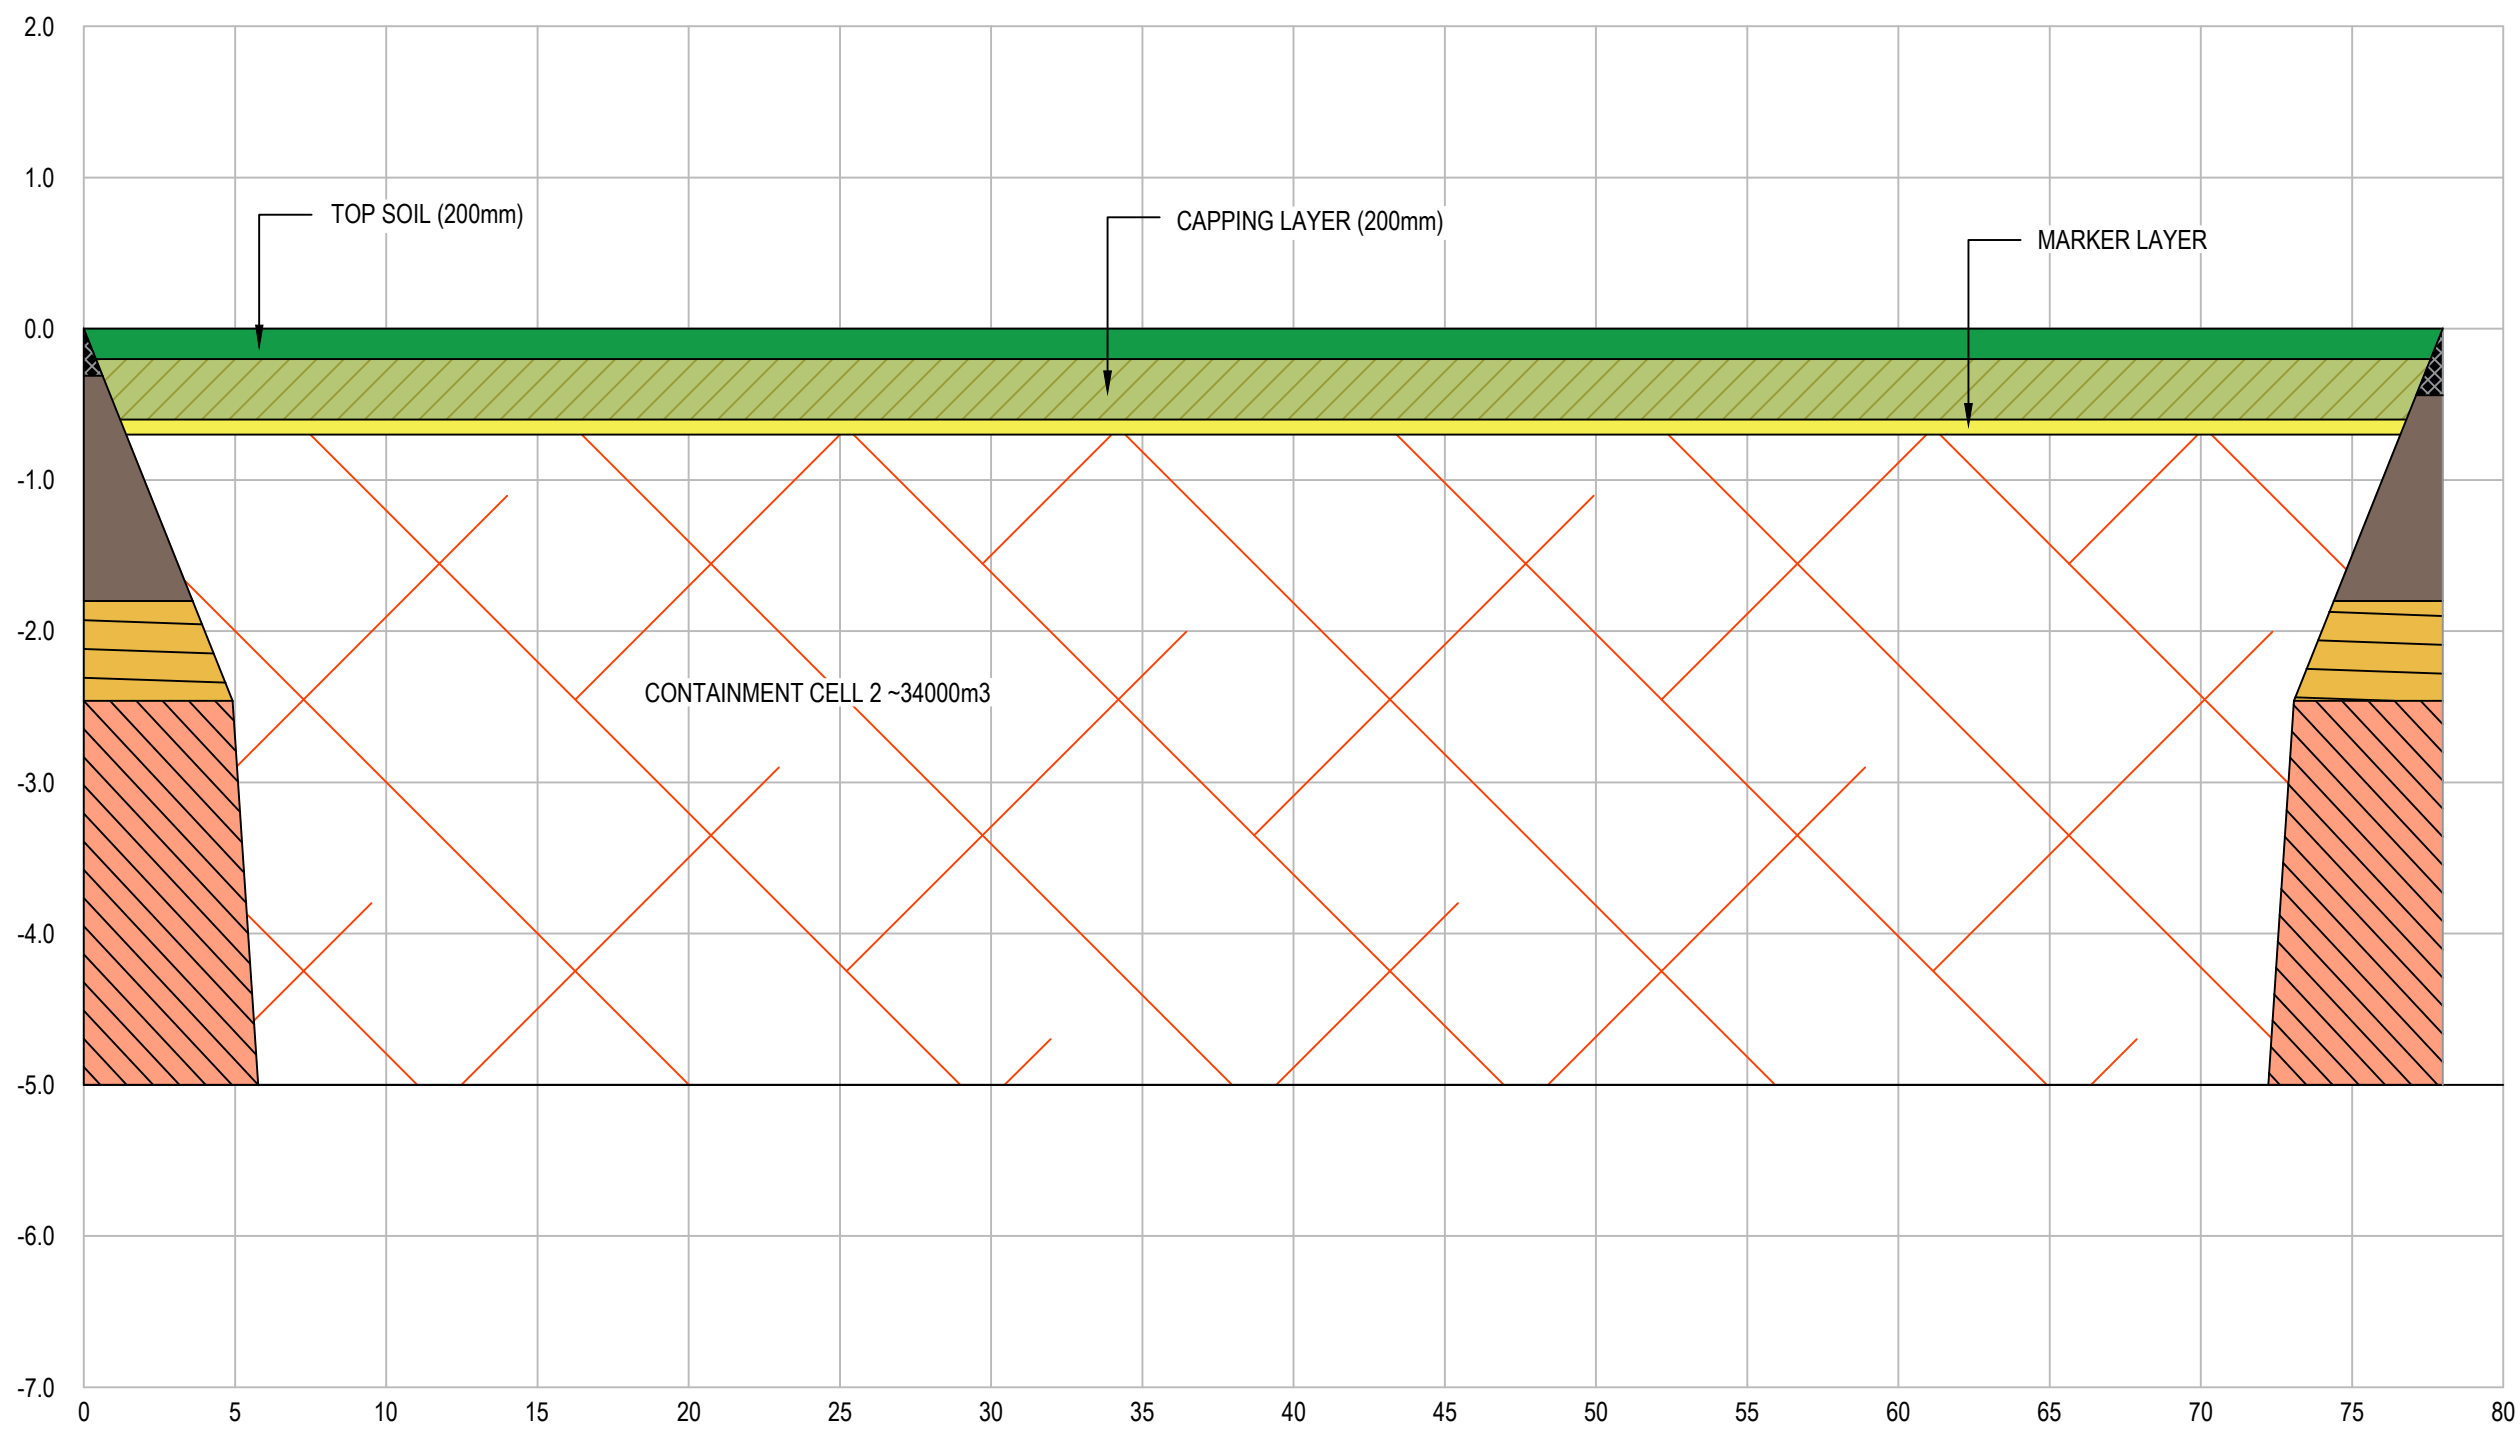 2.0
1.0
TOP SOIL (200mm)
CAPPING LAYER (200mm)
MARKER LAYER
0.0
-1.0
-2.0
CONTAINMENT CELL 2 ~34000m3
-3.0
-4.0
-5.0
-6.0
-7.0
0 5 10 15 20 25 30 35 40 45 50 55 60 65 70 75 80